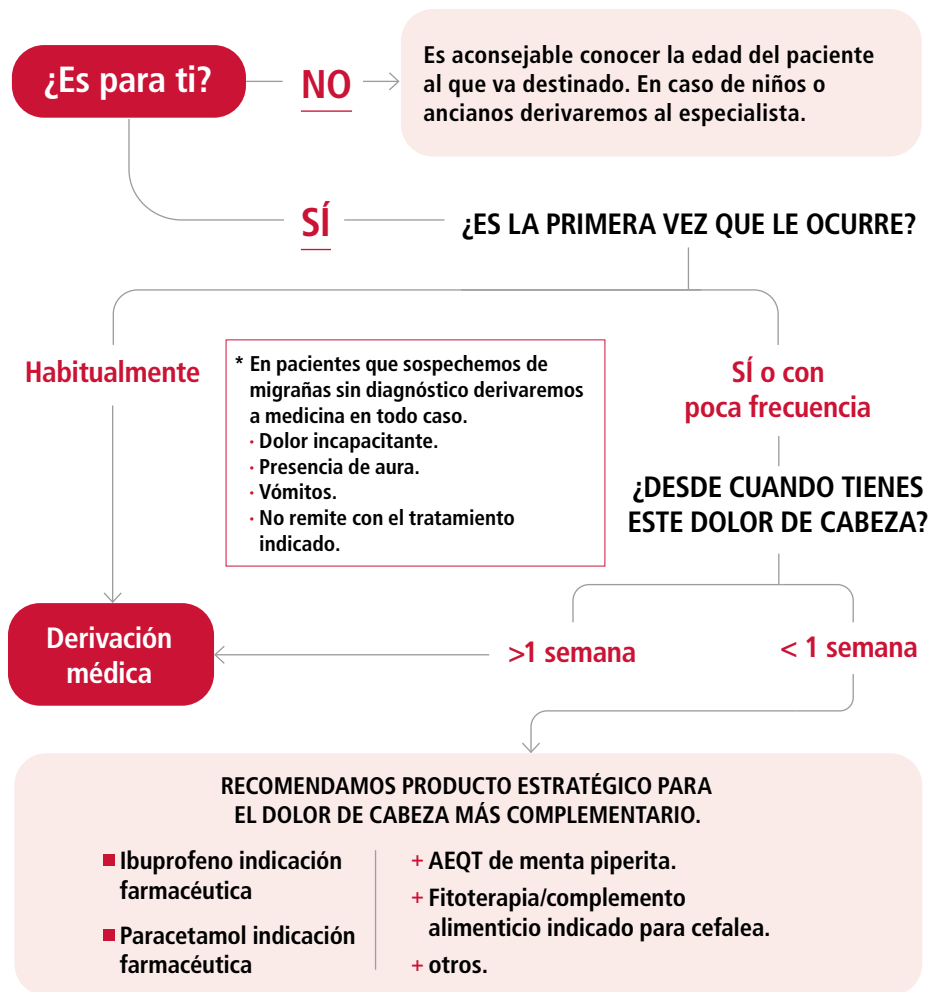 ¿Es para ti?
NO
Es aconsejable conocer la edad del paciente
al que va destinado. En caso de niños o
ancianos derivaremos al especialista.
SÍ
¿ES LA PRIMERA VEZ QUE LE OCURRE?
Habitualmente
* En pacientes que sospechemos de
migrañas sin diagnóstico derivaremos
a medicina en todo caso.
· Dolor incapacitante.
· Presencia de aura.
· Vómitos.
· No remite con el tratamiento
indicado.
SÍ o con
poca frecuencia
¿DESDE CUANDO TIENES
ESTE DOLOR DE CABEZA?
Derivación
médica
>1 semana
< 1 semana
RECOMENDAMOS PRODUCTO ESTRATÉGICO PARA
EL DOLOR DE CABEZA MÁS COMPLEMENTARIO.
■ Ibuprofeno indicación
farmacéutica
■ Paracetamol indicación
farmacéutica
+ AEQT de menta piperita.
+ Fitoterapia/complemento
alimenticio indicado para cefalea.
+ otros.